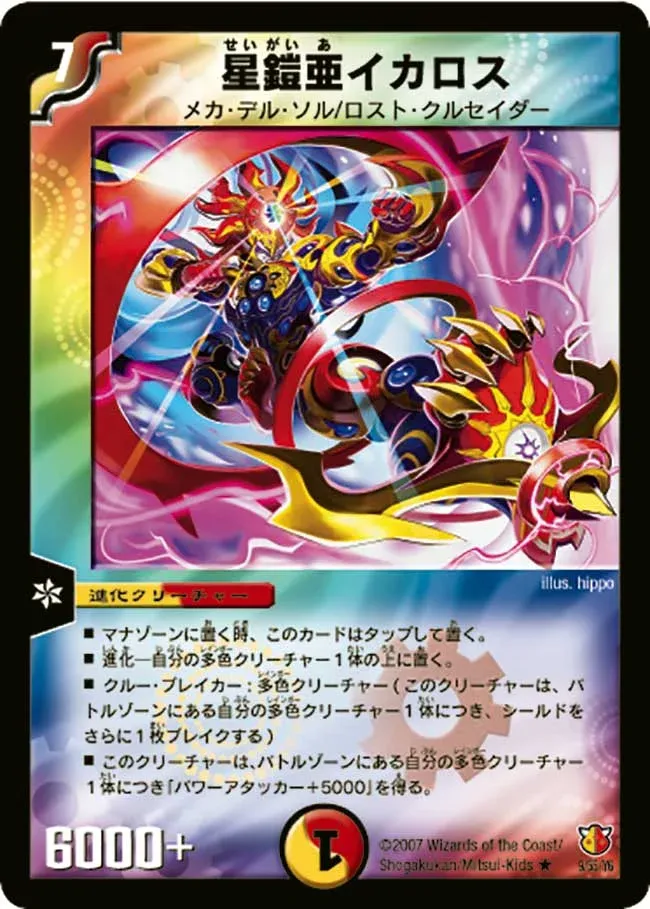 7
せいがい あ
星鎧亜イカロス
メカ・デル・ソル/ロスト・クルセイダー
illus. hippo
進化クリーチャー
■ マナゾーンに置く時、このカードはタップして置く。
■ 進化―自分の多色クリーチャー1体の上に置く。
■ クルー・ブレイカー:多色クリーチャー(このクリーチャーは、バ
トルゾーンにある自分の多色クリーチャー1体につき、シールドを
さらに1枚ブレイクする)
■ このクリーチャーは、バトルゾーンにある自分の多色クリーチャー
1体につき「パワーアタッカー+5000」を得る。
6000+
1
©2007 Wizards of the Coast/
Shogakukan/Mitsui-Kids ★
9/55 Y6